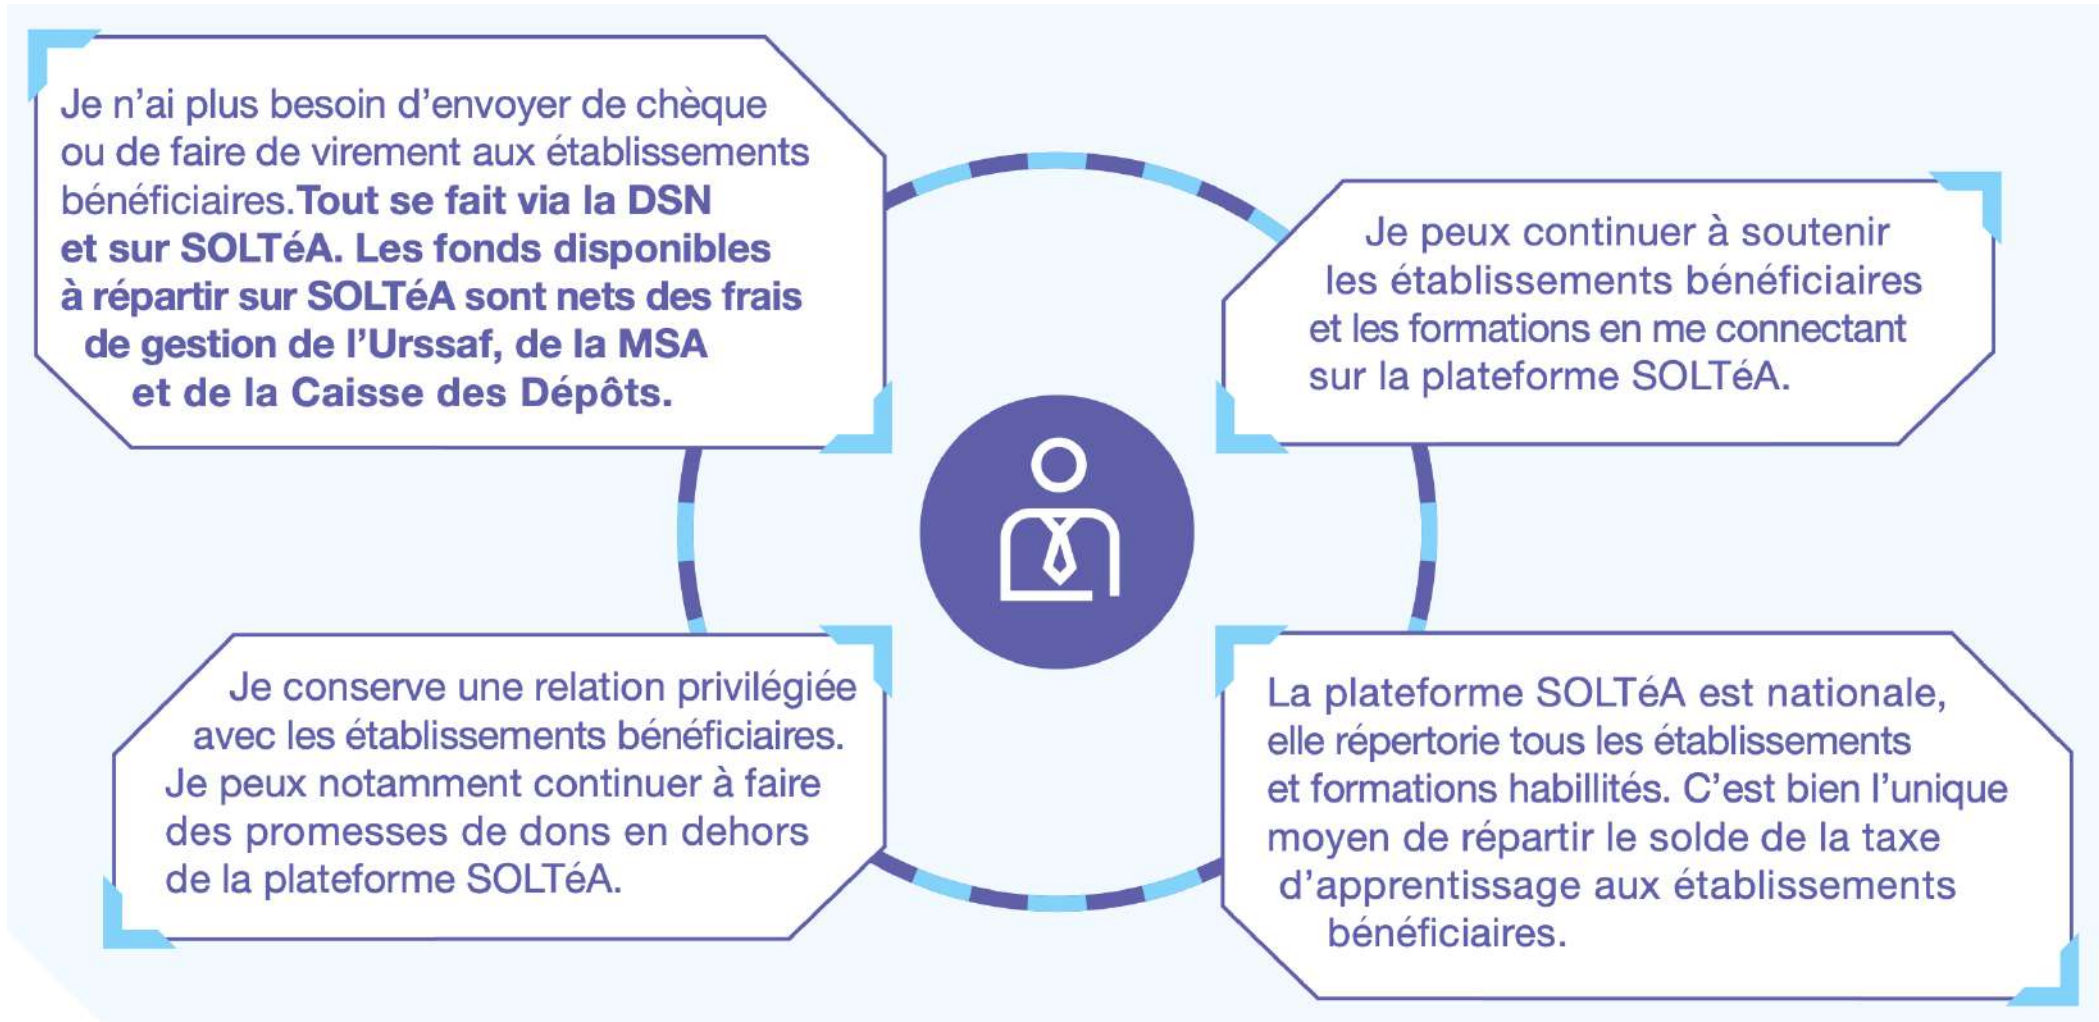 Je n'ai plus besoin d'envoyer de chèque
ou de faire de virement aux établissements
bénéficiaires.Tout se fait via la DSN
et sur SOLTéA. Les fonds disponibles
à répartir sur SOLTéA sont nets des frais
de gestion de l'Urssaf, de la MSA
et de la Caisse des Dépôts.
Je peux continuer à soutenir
les établissements bénéficiaires
et les formations en me connectant
sur la plateforme SOLTéA.
Je conserve une relation privilégiée
avec les établissements bénéficiaires.
Je peux notamment continuer à faire
des promesses de dons en dehors
de la plateforme SOLTéA.
La plateforme SOLTéA est nationale,
elle répertorie tous les établissements
et formations habillités. C'est bien l'unique
moyen de répartir le solde de la taxe
d'apprentissage aux établissements
bénéficiaires.